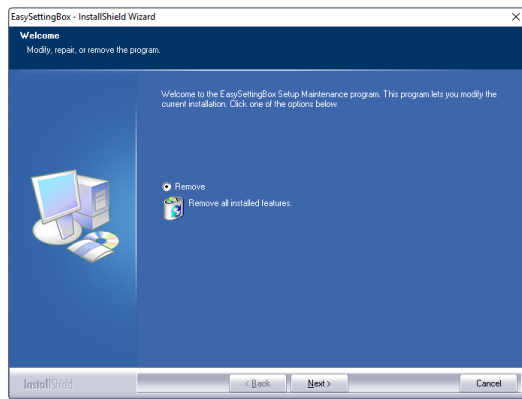 EasySettingBox - InstallShield Wizard
Welcome
Modify, repair, or remove the program.
Welcome to the EasySettingBox Setup Maintenance program. This program lets you modify the
current installation. Click one of the options below.
Remove
Remove all installed features.
InstallShield
< Back
Next >
Cancel